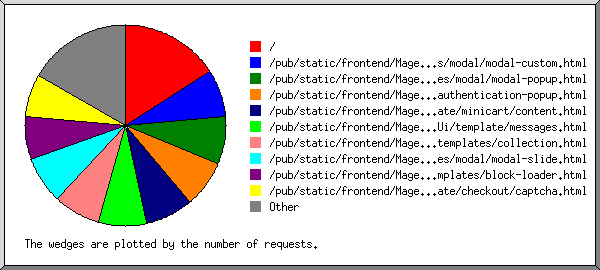 /
/pub/static/frontend/Mage...s/modal/modal-custom.html
/pub/static/frontend/Mage...es/modal/modal-popup.html
/pub/static/frontend/Mage...authentication-popup.html
/pub/static/frontend/Mage...ate/minicart/content.html
/pub/static/frontend/Mage...Ui/template/messages.html
/pub/static/frontend/Mage...templates/collection.html
/pub/static/frontend/Mage...es/modal/modal-slide.html
/pub/static/frontend/Mage...mplates/block-loader.html
/pub/static/frontend/Mage...ate/checkout/captcha.html
Other
The wedges are plotted by the number of requests.